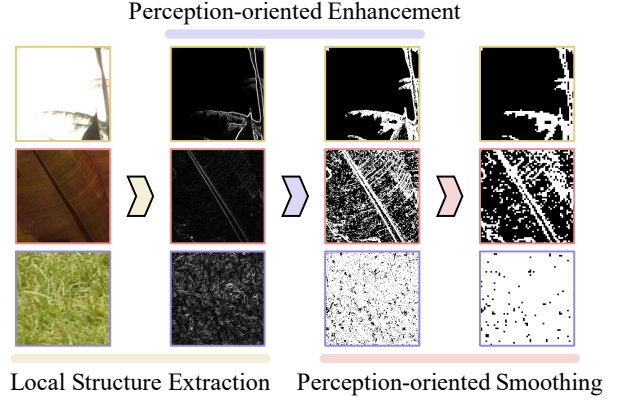 Perception-oriented Enhancement
Local Structure Extraction
Perception-oriented Smoothing